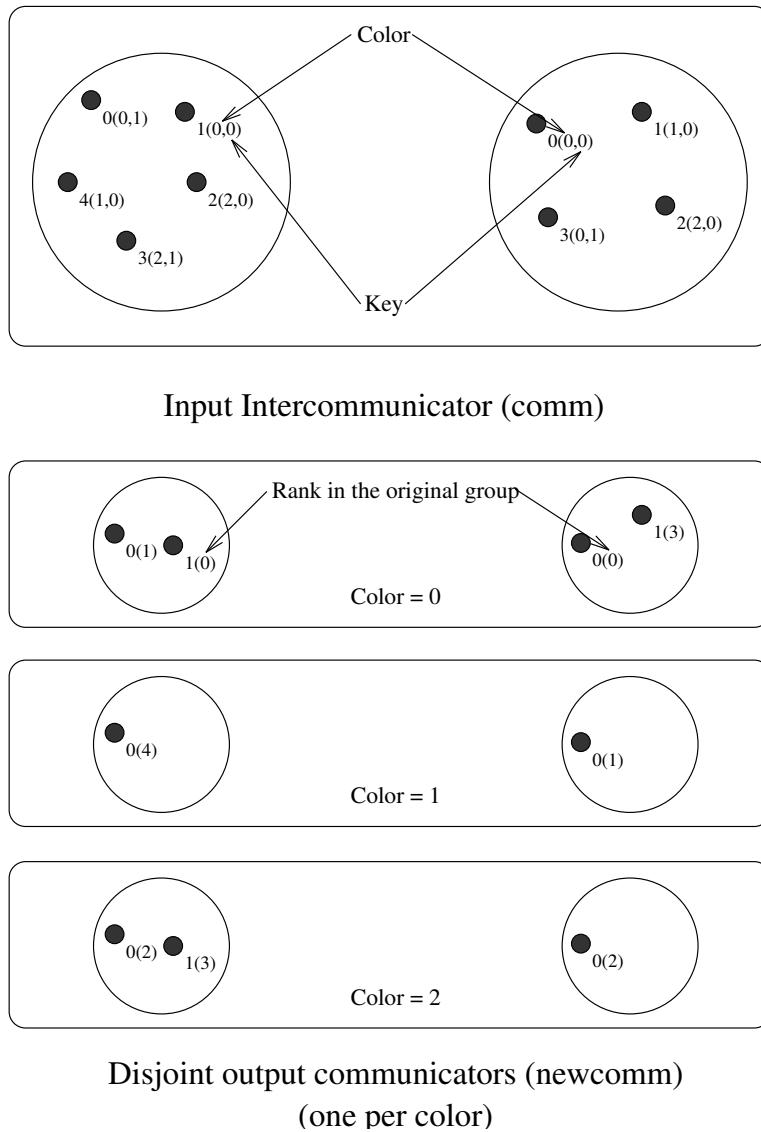 Color
0(0,1)
1(0,0)
4(1,0)
2(2,0)
3(2,1)
0(0,0)
1(1,0)
3(0,1)
2(2,0)
Key
Input Intercommunicator (comm)
Rank in the original group
0(1)
1(0)
0(0)
1(3)
Color = 0
0(4)
0(1)
Color = 1
0(2)
1(3)
0(2)
Color = 2
Disjoint output communicators (newcomm)
(one per color)